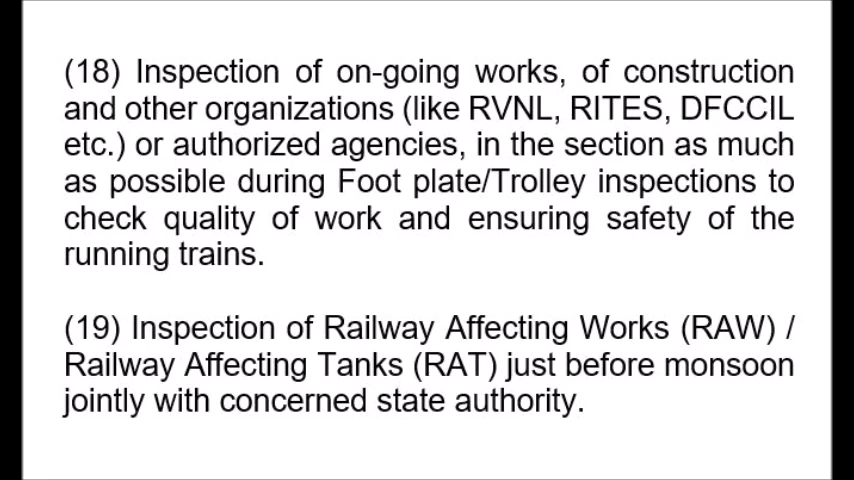 (18) Inspection of on-going works, of construction
and other organizations (like RVNL, RITES, DFCCIL
etc.) or authorized agencies, in the section as much
as possible during Foot plate/Trolley inspections to
check quality of work and ensuring safety of the
running trains.
(19) Inspection of Railway Affecting Works (RAW) /
Railway Affecting Tanks (RAT) just before monsoon
jointly with concerned state authority.